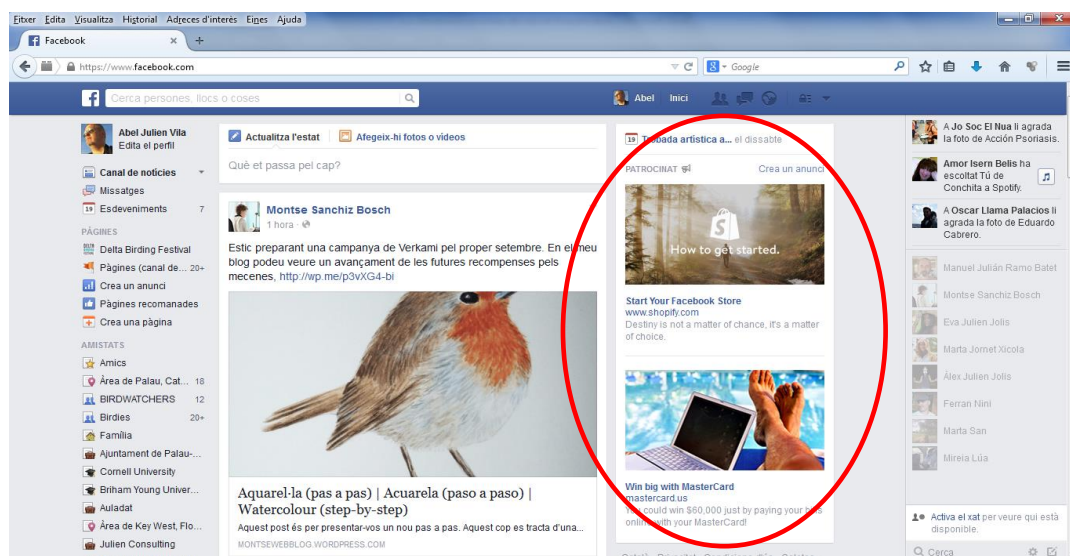 Eitxer Edita Visualitza Historial Adreces d'interès Eines Ajuda
Facebook
https://www.facebook.com
Google
Cerca persones, llocs o coses
Abel Inici
Abel Julien Vila
Edita el perfil
Canal de notícies
Missatges
Esdeveniments 7
PÀGINES
Delta Birding Festival
Pàgines (canal de... 20+
Crea un anunci
Pàgines recomanades
Crea una pàgina
AMISTATS
Amics
Àrea de Palau, Cat... 18
BIRDWATCHERS 12
Birdies 20+
Família
Ajuntament de Palau-...
Cornell University
Briham Young Univer...
Auladat
Àrea de Key West, Flo...
Julien Consulting
Actualitza l'estat Afegeix-hi fotos o vídeos
Què et passa pel cap?
Montse Sanchiz Bosch
1 hora ·
Estic preparant una campanya de Verkami pel proper setembre. En el meu
blog podeu veure un avançament de les futures recompenses pels
mecenes, http://wp.me/p3vXG4-bi
Aquarel·la (pas a pas) | Acuarela (paso a paso) |
Watercolour (step-by-step)
Aquest post és per presentar-vos un nou pas a pas. Aquest cop es tracta d'una...
MONTSEWEBBLOG.WORDPRESS.COM
19 Trobada artística a... el dissabte
PATROCINAT Crea un anunci
How to get started.
Start Your Facebook Store
www.shopify.com
Destiny is not a matter of chance, it's a matter
of choice.
Win big with MasterCard
mastercard.us
You could win $60,000 just by paying your bills
online with your MasterCard!
A Jo Soc El Nua li agrada
la foto de Acción Psoriasis.
Amor Isern Belis ha
escoltat Tú de
Conchita a Spotify.
A Oscar Llama Palacios li
agrada la foto de Eduardo
Cabrero.
Manuel Julián Ramo Batet
Montse Sanchiz Bosch
Eva Julien Jolis
Marta Jornet Xicola
Àlex Julien Jolis
Ferran Nini
Marta San
Mireia Lúa
Activa el xat per veure qui està
disponible.
Cerca